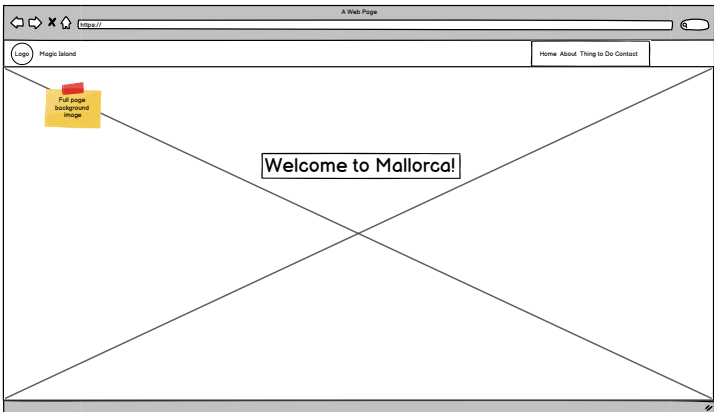 A Web Page
https://
Logo
Magic Island
Home About Thing to Do Contact
Full page
background
image
Welcome to Mallorca!